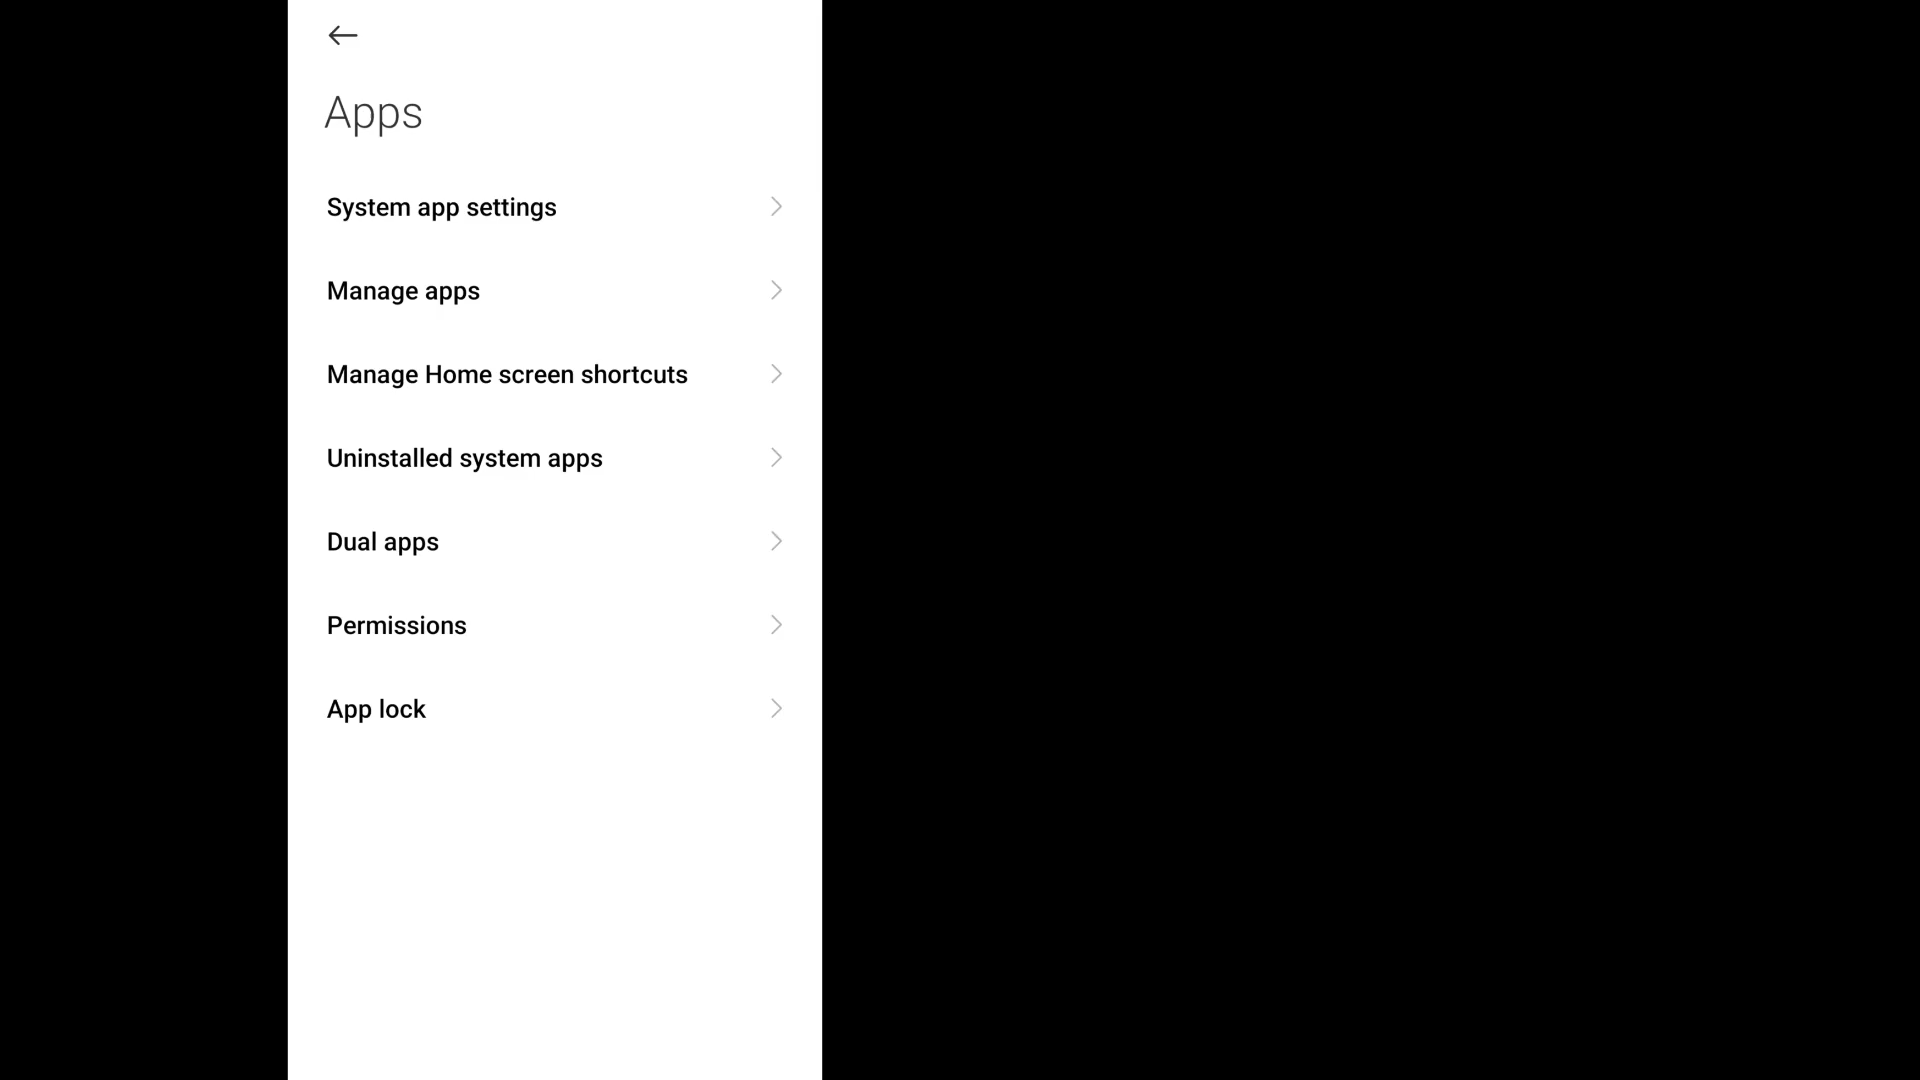 Apps
System app settings
Manage apps
Manage Home screen shortcuts
Uninstalled system apps
Dual apps
Permissions
App lock